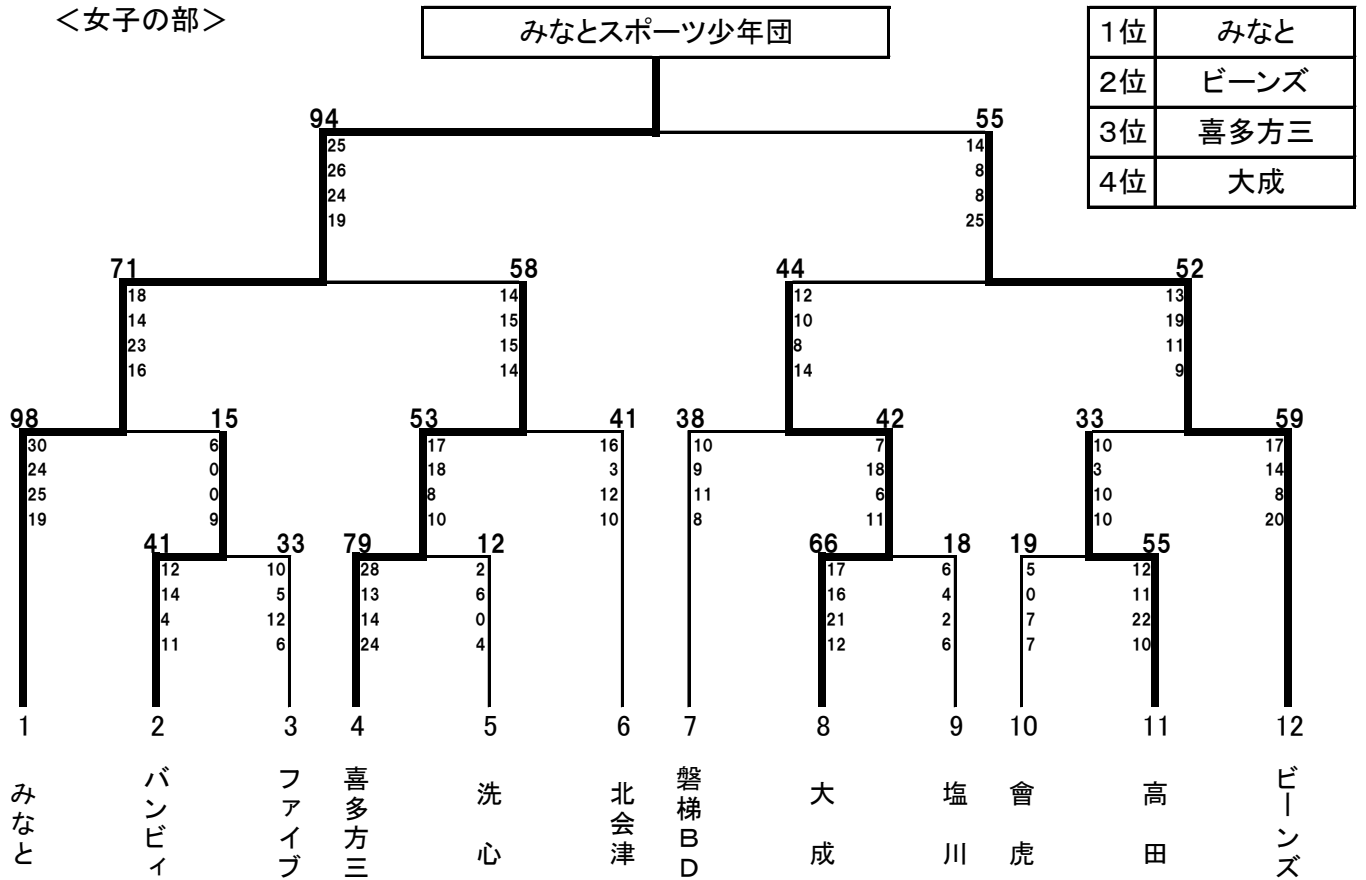 ＜女子の部＞
みなとスポーツ少年団
1位 みなと
2位 ビーンズ
3位 喜多方三
4位 大成
94 55
25 14
26 8
24 8
19 25
71 58 44 52
18 14 12 13
14 15 10 19
23 15 8 11
16 14 14 9
98 15 53 41 38 42 33 59
30 6 17 16 10 7 10 17
24 0 18 3 9 18 3 14
25 0 8 12 11 6 10 8
19 9 10 10 8 11 10 20
41 33 79 12 66 18 19 55
12 10 28 2 17 6 5 12
14 5 13 6 16 4 0 11
4 12 14 0 21 2 7 22
11 6 24 4 12 6 7 10
1 2 3 4 5 6 7 8 9 10 11 12
みなと
バンビィ
ファイブ
喜多方三
洗心
北会津
磐梯ＢＤ
大成
塩川
會虎
高田
ビーンズ